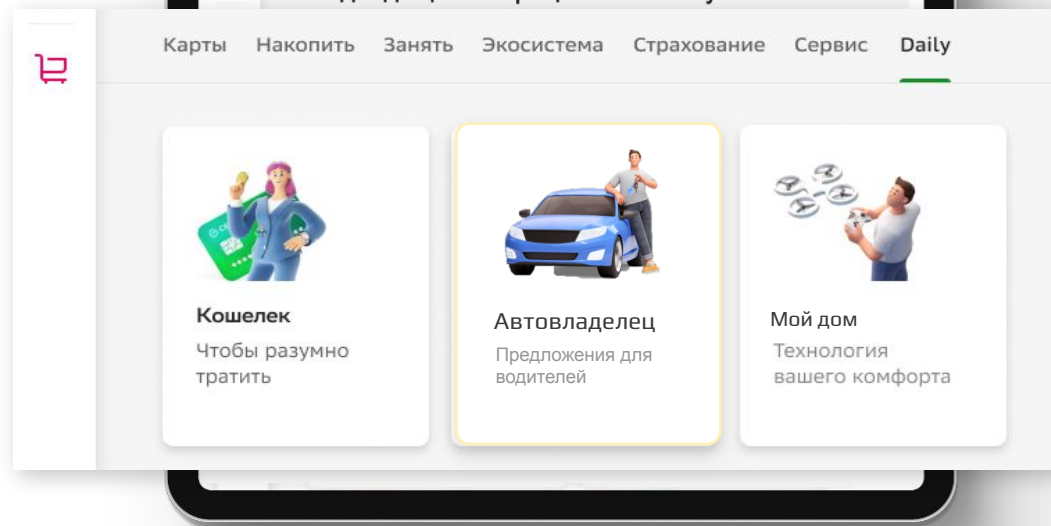 Карты Накопить Занять Экосистема Страхование Сервис Daily
Кошелек
Чтобы разумно
тратить
Автовладелец
Предложения для
водителей
Мой дом
Технология
вашего комфорта